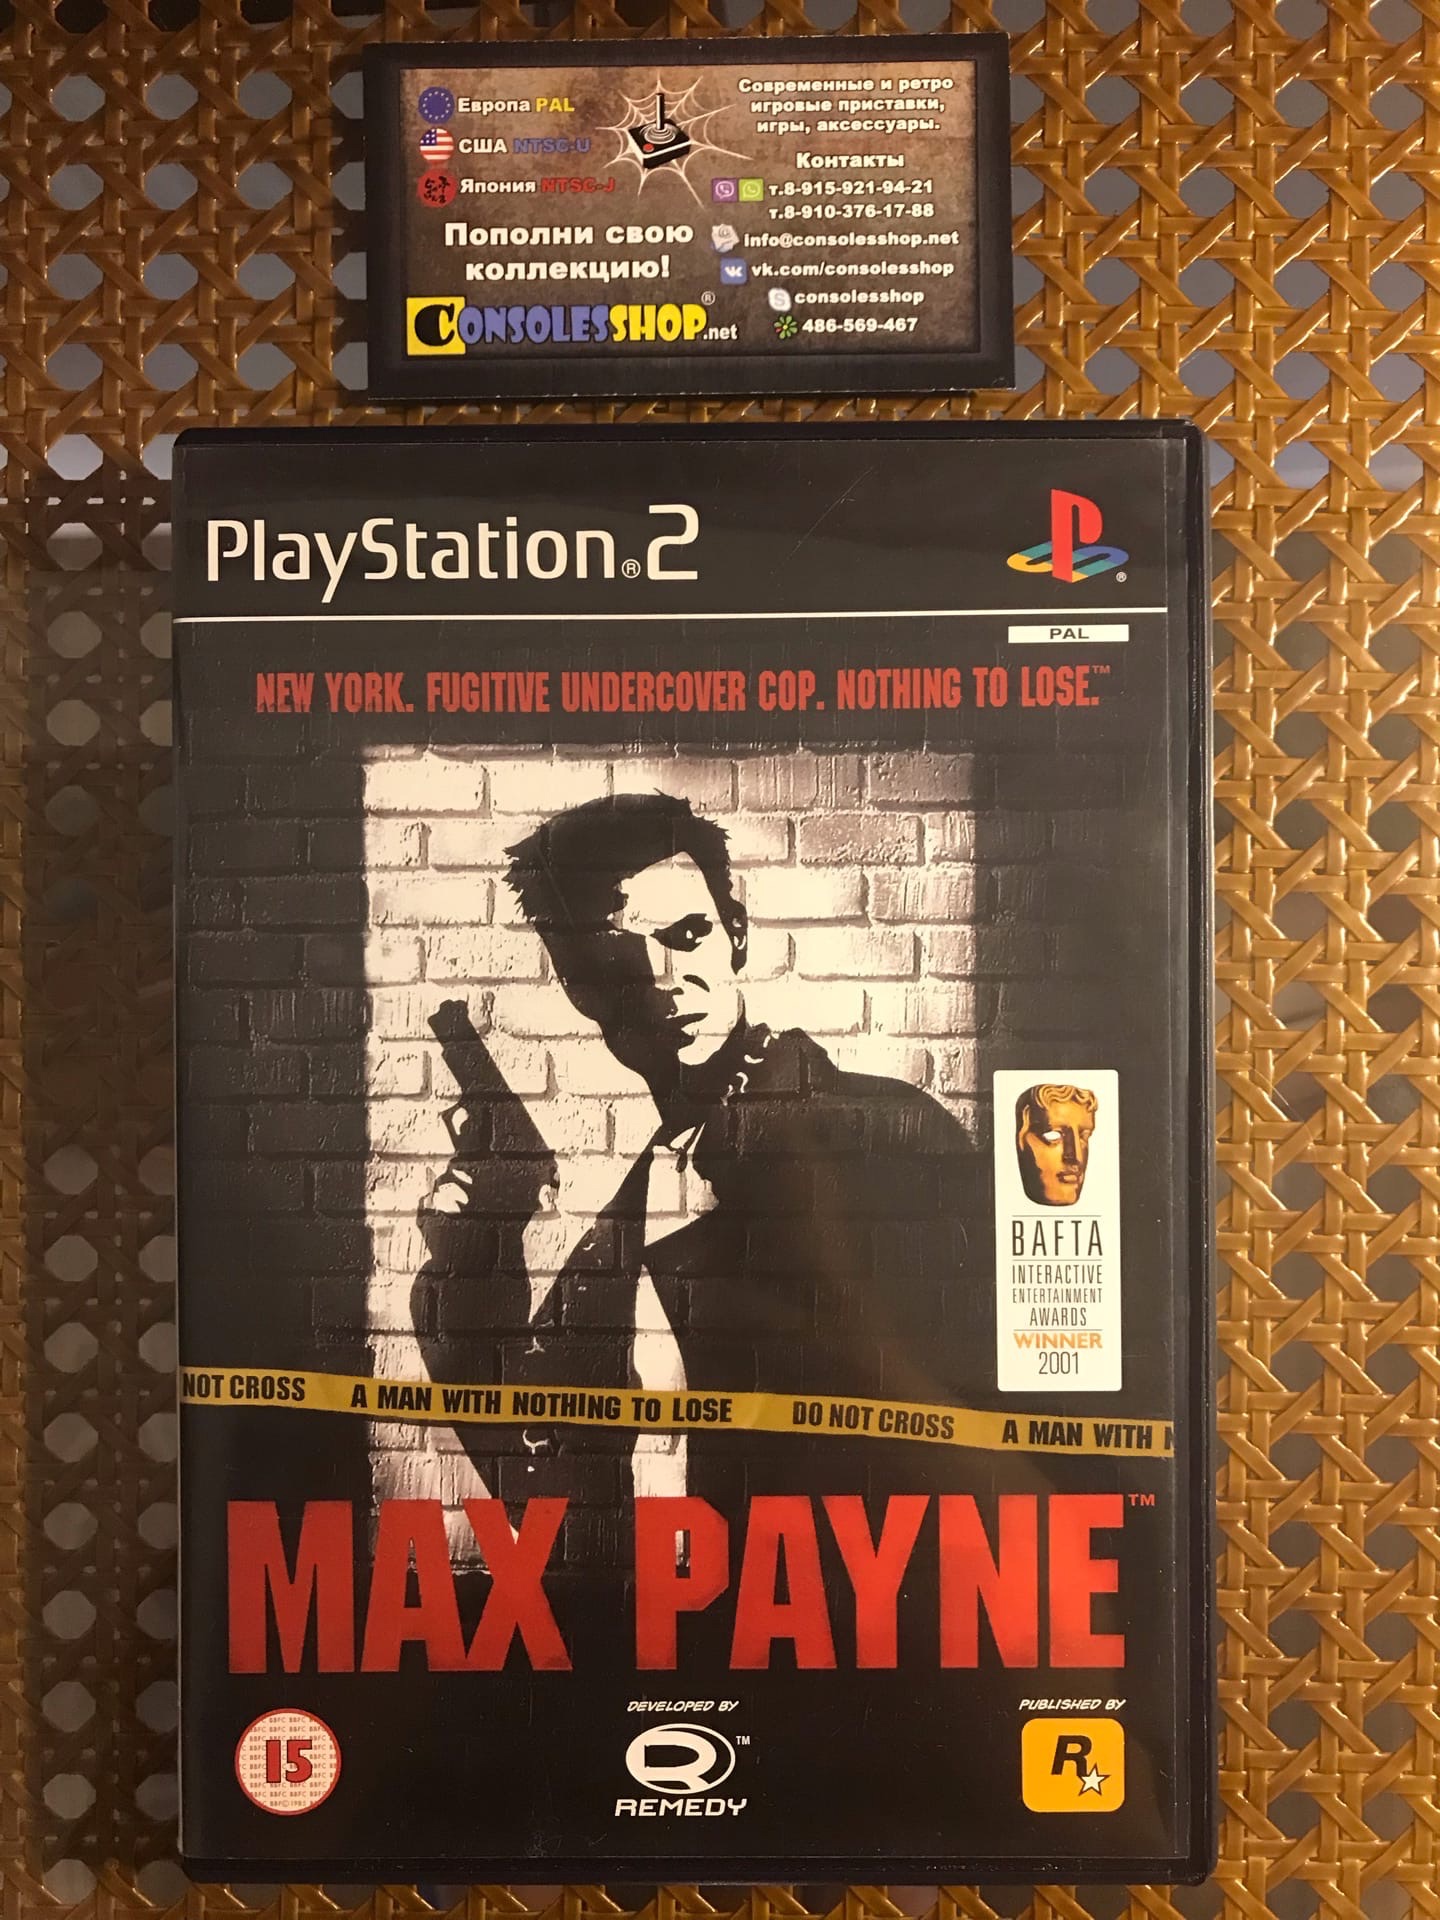 Европа PAL
США NTSC-U
Япония NTSC-J
Пополни свою
коллекцию!
CONSOLESSHOP®.net
Современные и ретро
игровые приставки,
игры, аксессуары.
Контакты
т.8-915-921-94-21
т.8-910-376-17-88
info@consolesshop.net
vk.com/consolesshop
consolesshop
486-569-467
PlayStation®2
®
PAL
NEW YORK. FUGITIVE UNDERCOVER COP. NOTHING TO LOSE.™
BAFTA
INTERACTIVE
ENTERTAINMENT
AWARDS
WINNER
2001
NOT CROSS A MAN WITH NOTHING TO LOSE DO NOT CROSS A MAN WITH
MAX PAYNE™
15
DEVELOPED BY
REMEDY
™
PUBLISHED BY
R